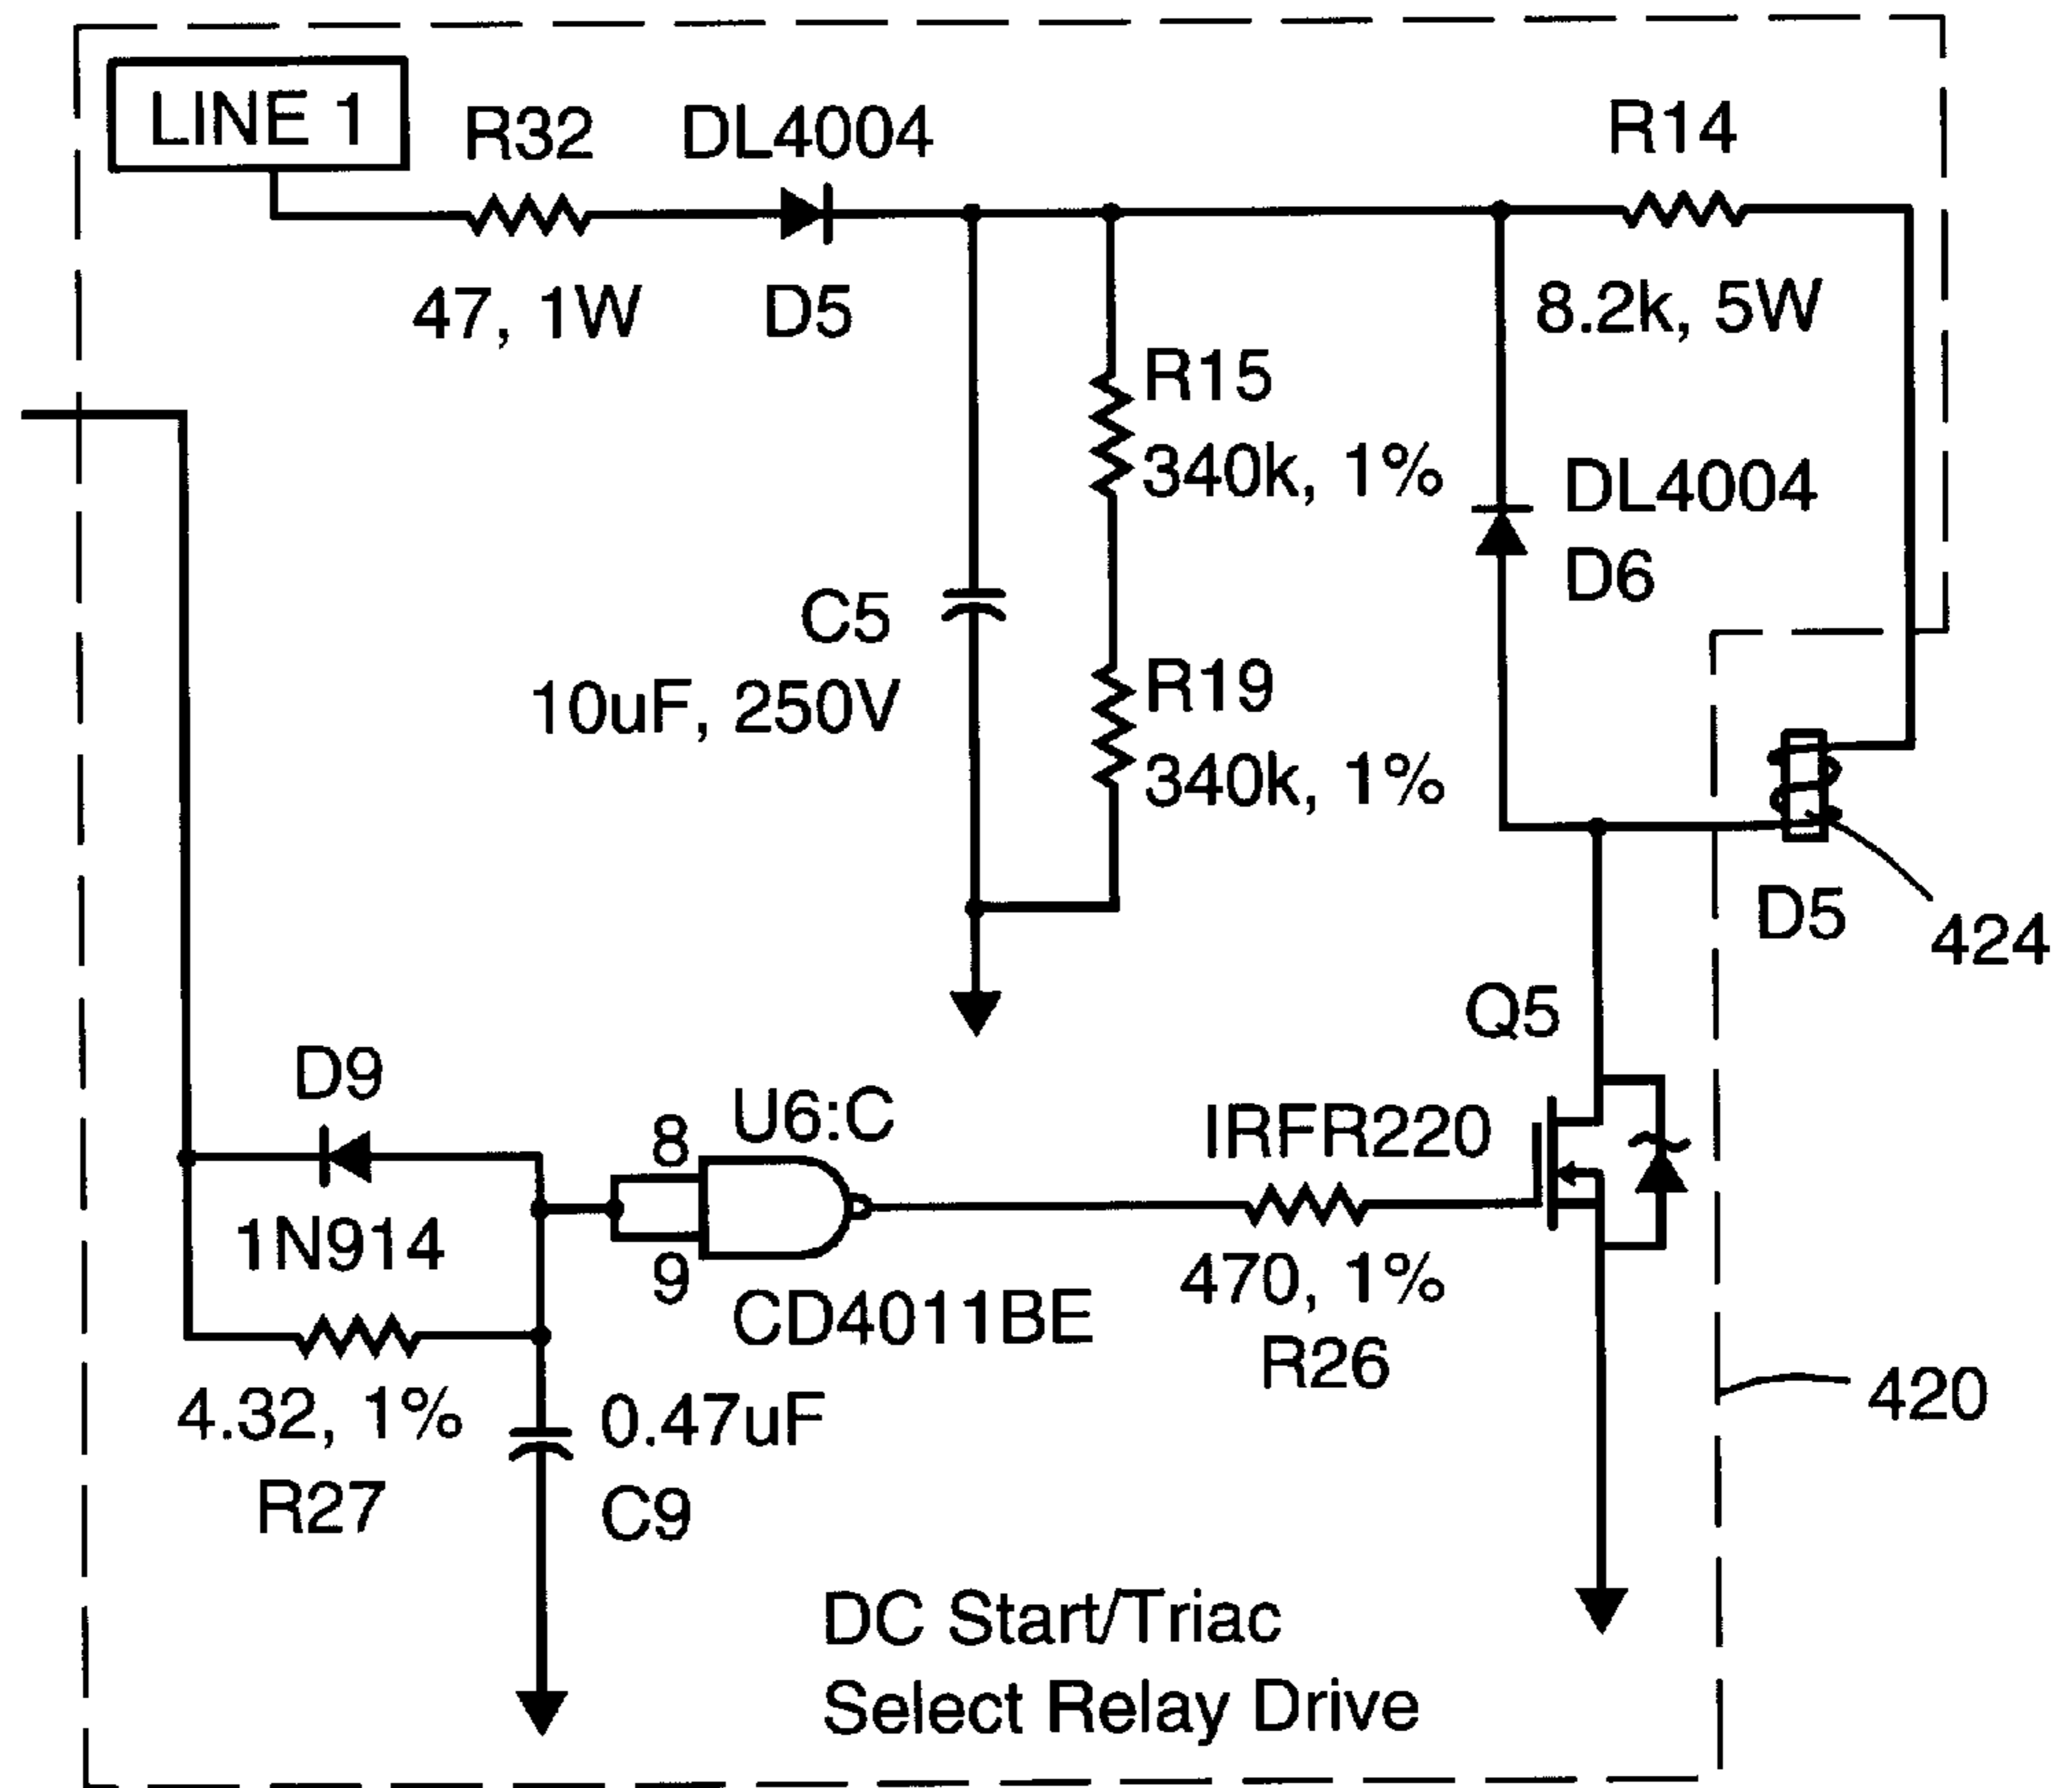 LINE 1
R32
DL4004
R14
47, 1W
D5
8.2k, 5W
R15
340k, 1%
DL4004
D6
C5
10uF, 250V
R19
340k, 1%
D5
424
Q5
D9
U6:C
8
IRFR220
1N914
9
470, 1%
CD4011BE
R26
4.32, 1%
0.47uF
420
R27
C9
DC Start/Triac
Select Relay Drive